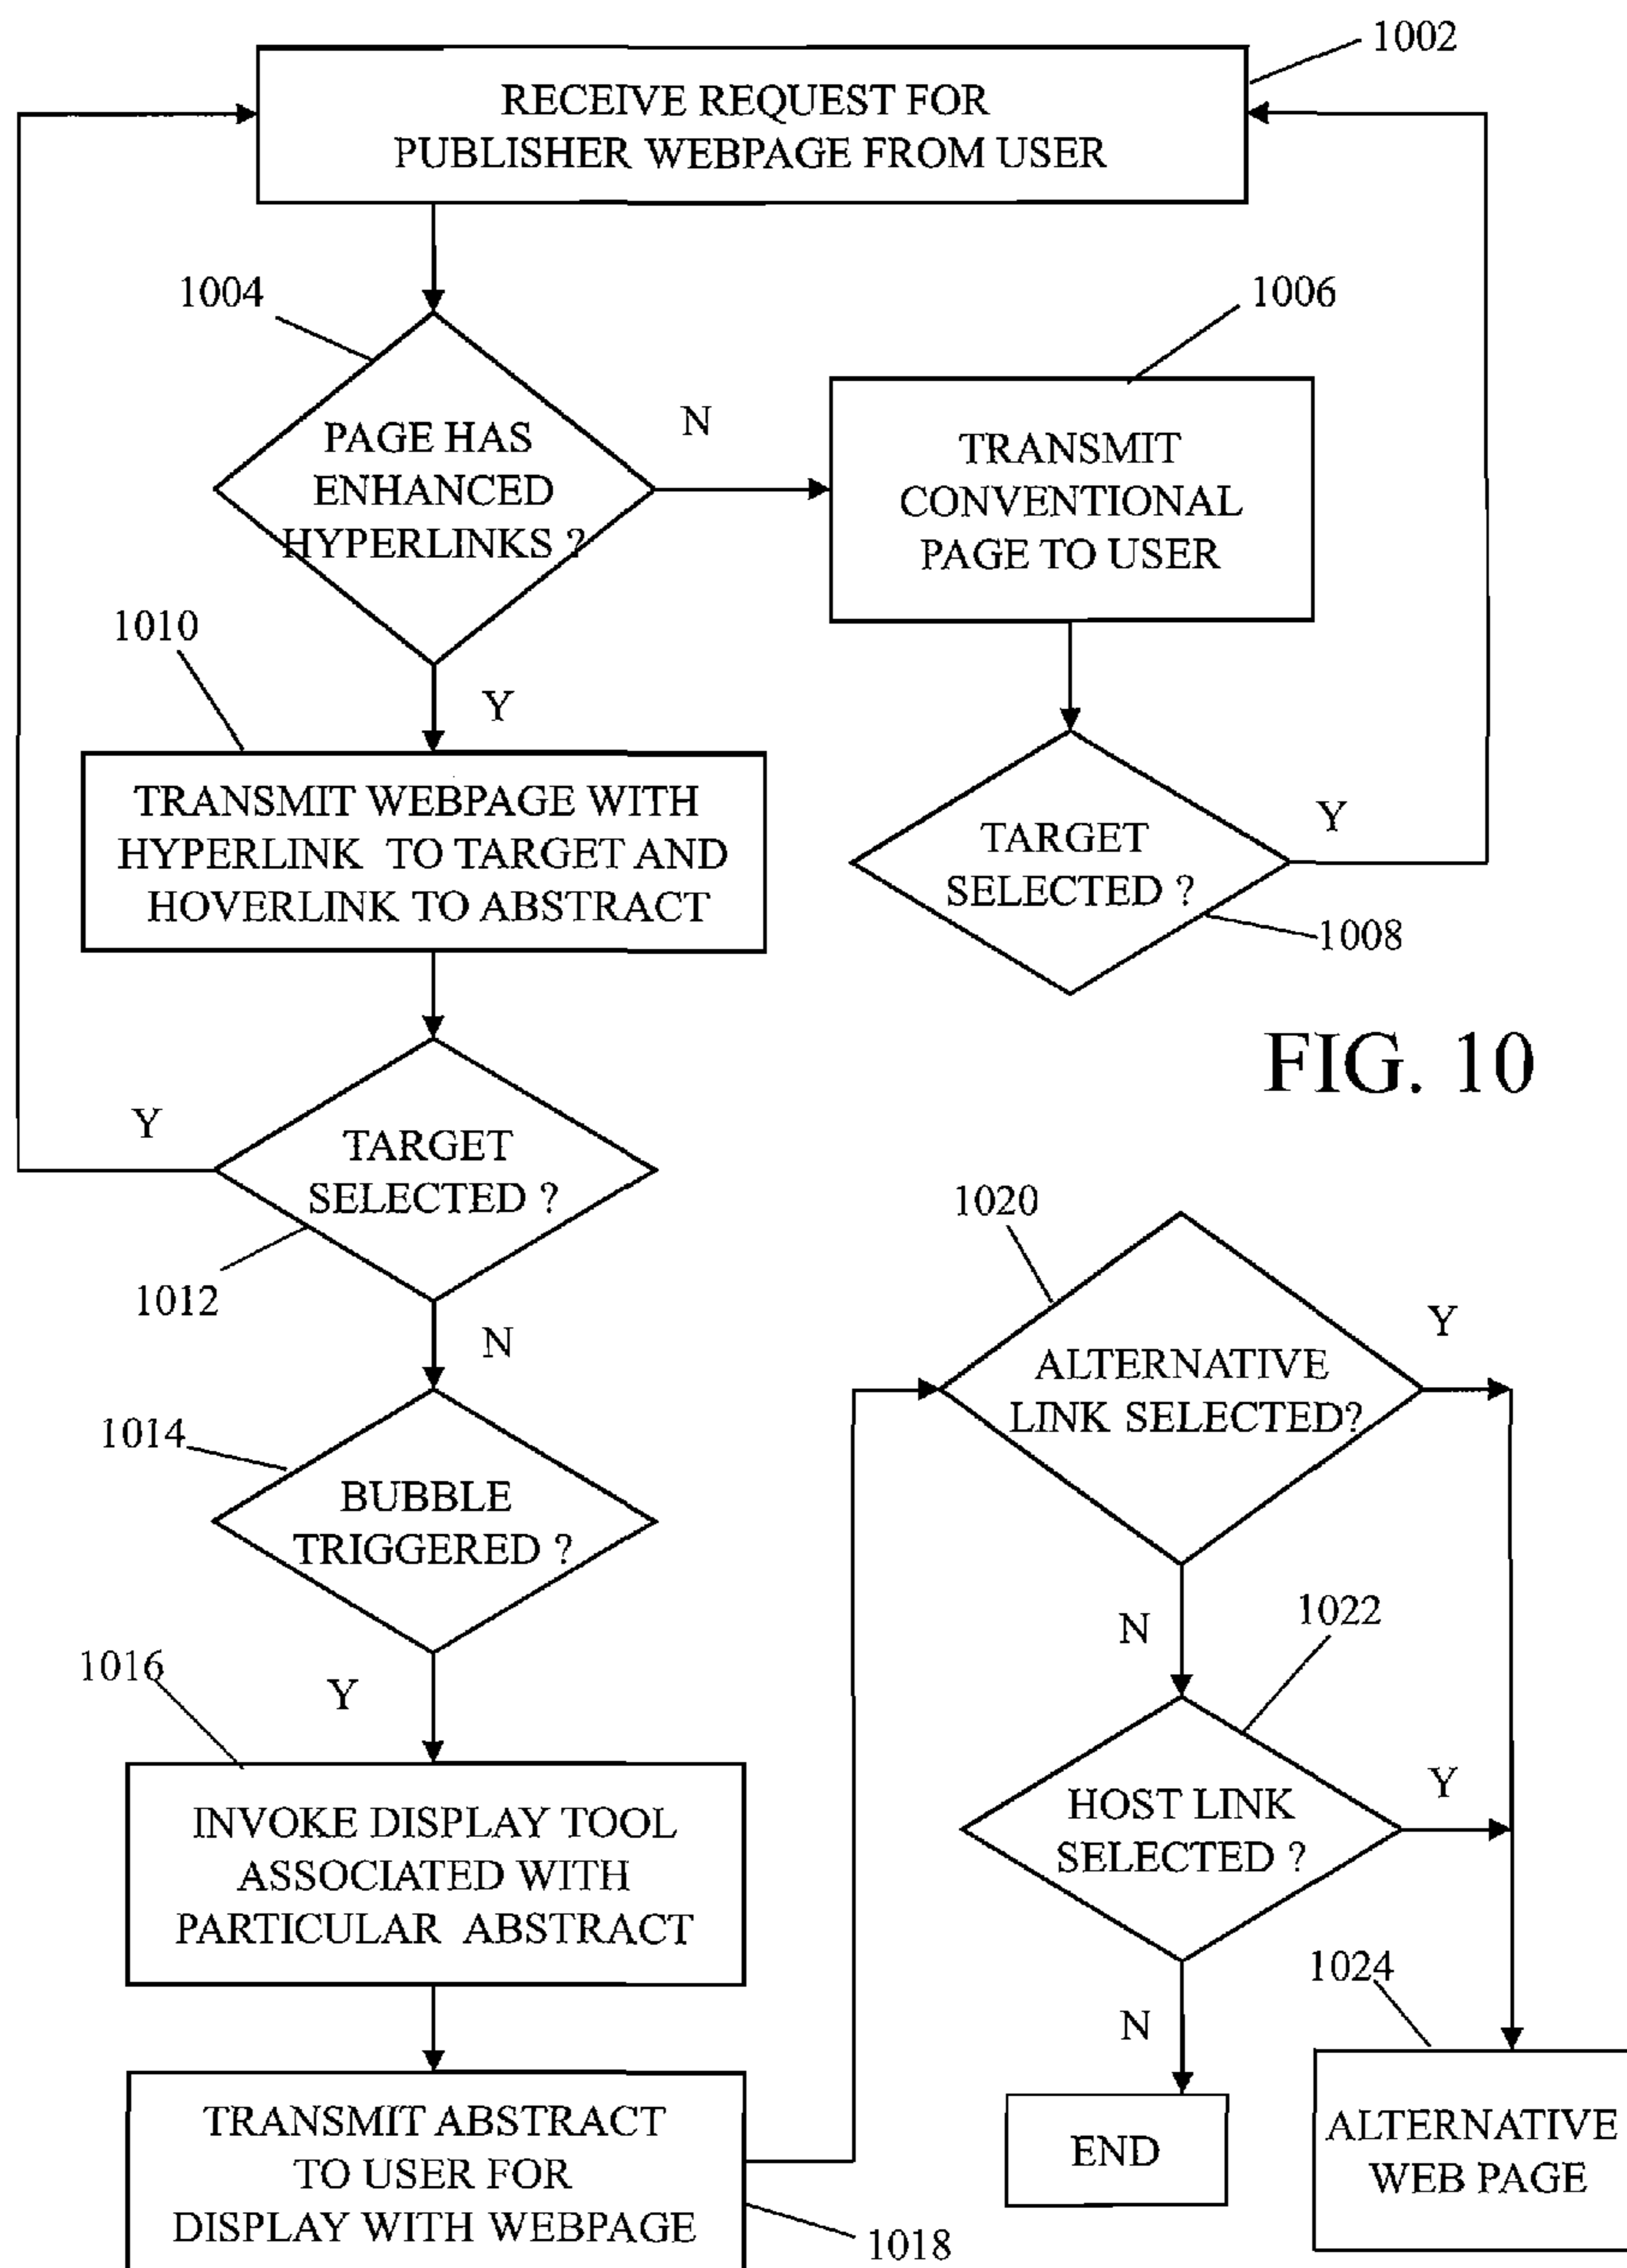 1002
RECEIVE REQUEST FOR
PUBLISHER WEBPAGE FROM USER
1004
PAGE HAS
ENHANCED
HYPERLINKS ?
N
1006
TRANSMIT
CONVENTIONAL
PAGE TO USER
Y
1010
TRANSMIT WEBPAGE WITH
HYPERLINK TO TARGET AND
HOVERLINK TO ABSTRACT
TARGET
SELECTED ?
Y
1008
FIG. 10
Y
TARGET
SELECTED ?
1012
N
1014
BUBBLE
TRIGGERED ?
Y
1016
INVOKE DISPLAY TOOL
ASSOCIATED WITH
PARTICULAR ABSTRACT
TRANSMIT ABSTRACT
TO USER FOR
DISPLAY WITH WEBPAGE
1018
1020
ALTERNATIVE
LINK SELECTED?
Y
N
1022
HOST LINK
SELECTED ?
Y
N
END
1024
ALTERNATIVE
WEB PAGE